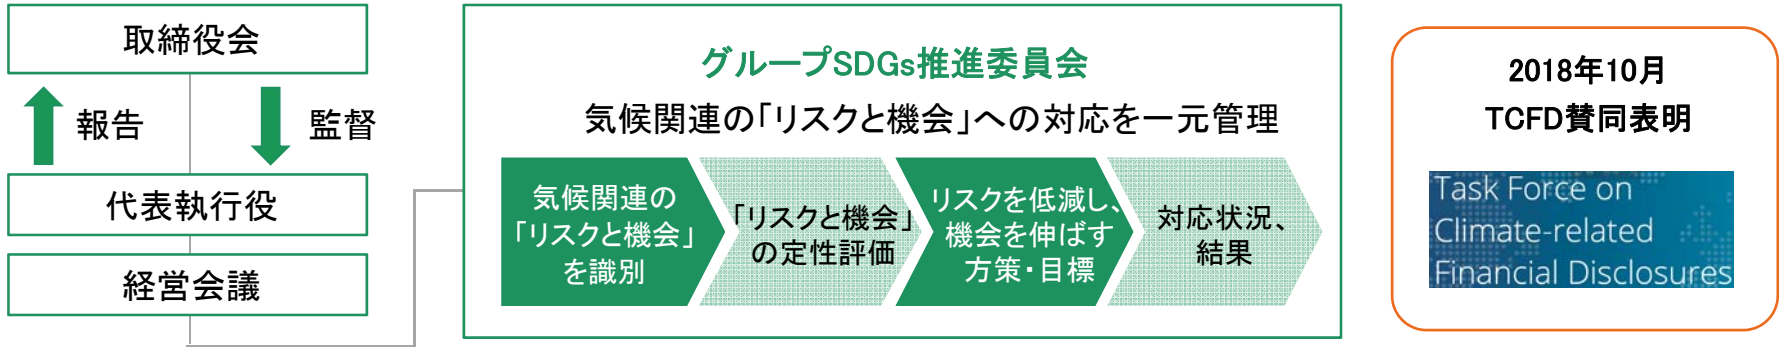 取締役会
報告
監督
代表執行役
経営会議
グループSDGs推進委員会
気候関連の「リスクと機会」への対応を一元管理
気候関連の
「リスクと機会」
を識別
「リスクと機会」
の定性評価
リスクを低減し、
機会を伸ばす
方策・目標
対応状況、
結果
2018年10月
TCFD賛同表明
Task Force on
Climate-related
Financial Disclosures